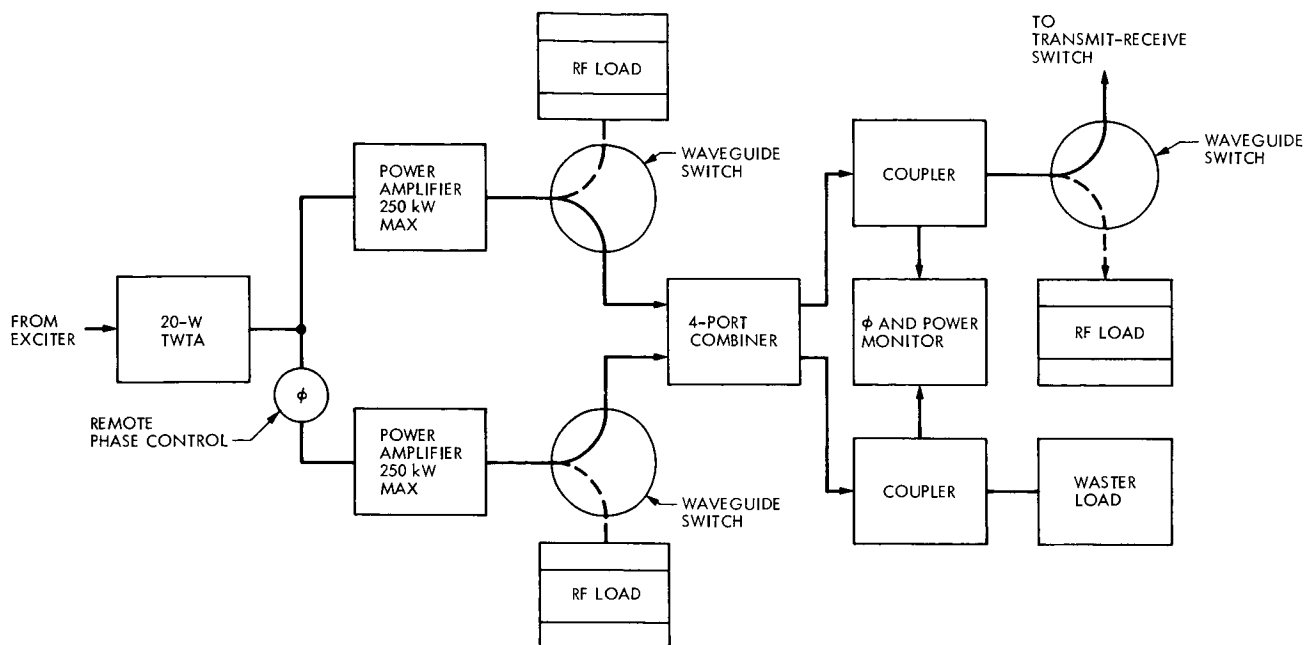 TO
TRANSMIT-RECEIVE
SWITCH
RF LOAD
WAVEGUIDE
SWITCH
WAVEGUIDE
SWITCH
POWER
AMPLIFIER
250 kW
MAX
COUPLER
FROM
EXCITER
20-W
TWTA
4-PORT
COMBINER
ϕ AND POWER
MONITOR
RF LOAD
ϕ
REMOTE
PHASE CONTROL
POWER
AMPLIFIER
250 kW
MAX
WAVEGUIDE
SWITCH
COUPLER
WASTER
LOAD
RF LOAD